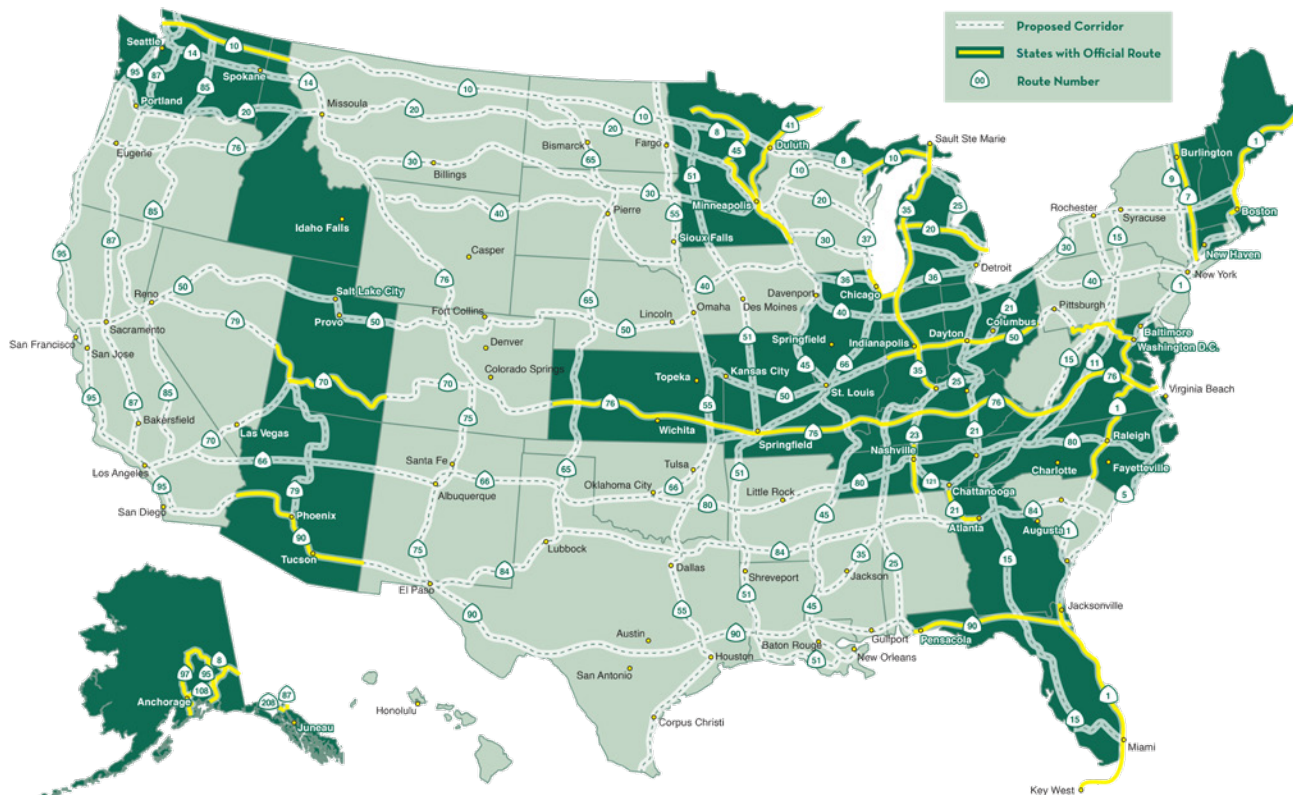 Proposed Corridor
States with Official Route
00 Route Number
Seattle
10
14
95
87
85
Spokane
14
10
Portland
20
Missoula
20
10
8
41
Sault Ste Marie
Burlington
1
Eugene
76
Bismarck
20
Fargo
45
Duluth
8
10
9
30
Billings
65
51
10
7
Idaho Falls
85
40
Pierre
30
Minneapolis
20
35
25
Rochester
Syracuse
Boston
87
55
Sioux Falls
30
37
20
30
15
New Haven
95
Casper
76
Detroit
New York
50
Salt Lake City
65
40
Davenport
36
Chicago
36
40
1
Reno
Provo
50
Fort Collins
Lincoln
Omaha
Des Moines
40
21
Pittsburgh
79
50
Springfield
Indianapolis
Dayton
Columbus
50
Baltimore
Washington D.C.
Sacramento
Denver
51
45
66
San Francisco
San Jose
Colorado Springs
Topeka
Kansas City
St. Louis
35
25
15
11
76
Virginia Beach
70
70
50
95
87
85
76
55
76
1
Bakersfield
Las Vegas
75
Wichita
Springfield
76
23
21
80
Raleigh
70
66
Santa Fe
65
Tulsa
51
Nashville
Los Angeles
Albuquerque
66
Oklahoma City
66
Little Rock
80
121
Chattanooga
Charlotte
Fayetteville
95
79
80
45
21
Atlanta
84
5
San Diego
Phoenix
Augusta
1
90
Lubbock
84
35
25
15
Tucson
75
84
Dallas
Shreveport
Jackson
El Paso
51
45
Jacksonville
90
55
90
Gulfport
Pensacola
90
Austin
Baton Rouge
New Orleans
San Antonio
Houston
51
97
95
8
108
Anchorage
208
87
Juneau
Honolulu
Corpus Christi
15
1
Miami
Key West